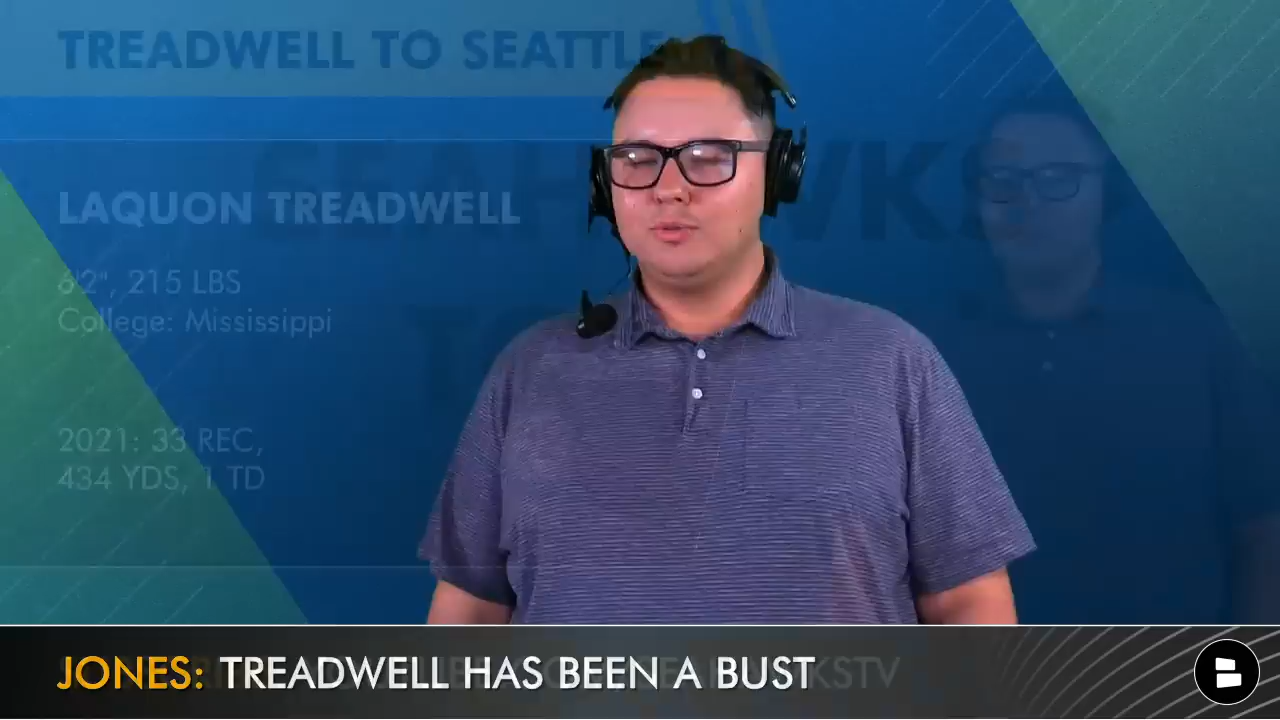 TREADWELL TO SEATTLE
SEAHAWKS
LAQUON TREADWELL
6'2", 215 LBS
College: Mississippi
2021: 33 REC,
434 YDS, 1 TD
JONES: TREADWELL HAS BEEN A BUST